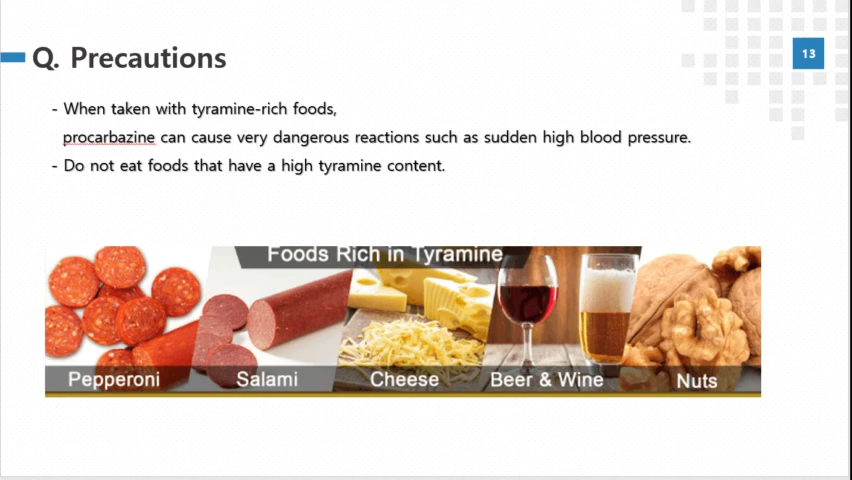 Q. Precautions
13
- When taken with tyramine-rich foods,
procarbazine can cause very dangerous reactions such as sudden high blood pressure.
- Do not eat foods that have a high tyramine content.
Foods Rich in Tyramine
Pepperoni
Salami
Cheese
Beer & Wine
Nuts